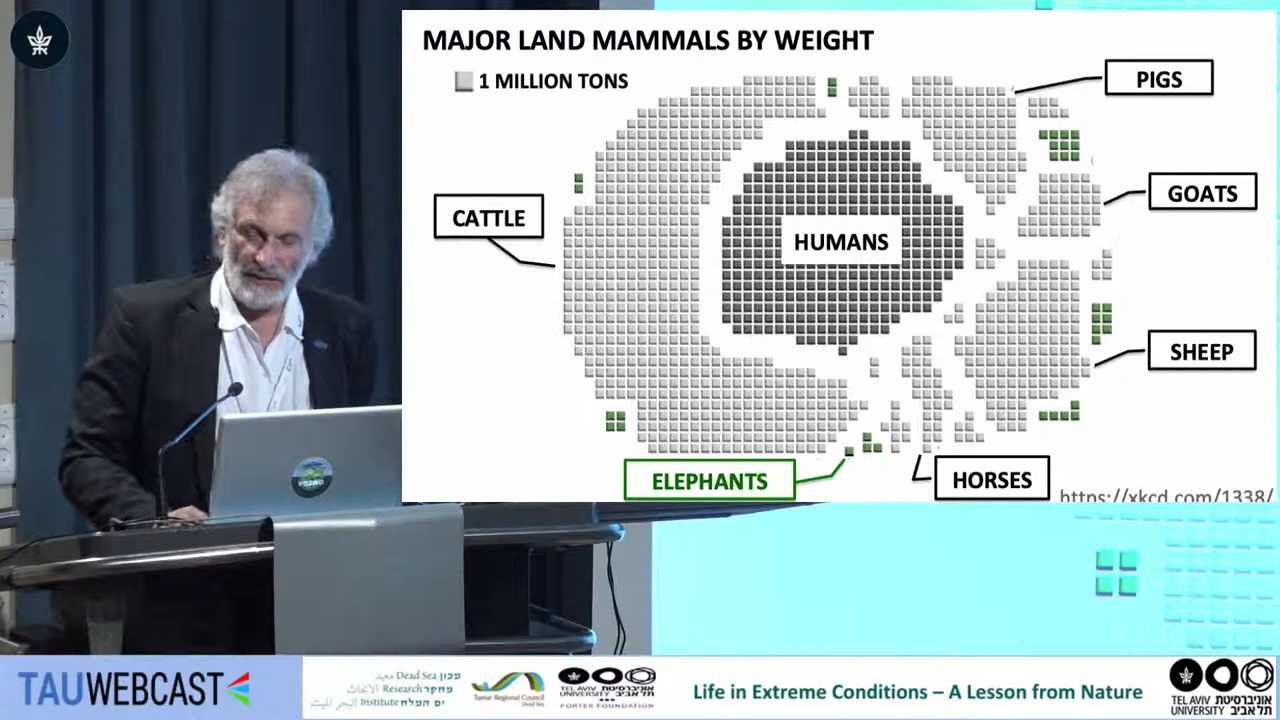 MAJOR LAND MAMMALS BY WEIGHT
1 MILLION TONS
PIGS
GOATS
CATTLE
HUMANS
SHEEP
ELEPHANTS
HORSES
https://xkcd.com/1338/
TAUWEBCAST
Dead Sea מכון
Research מחקר
Institute ים המלח
Tamar Regional Council
Dead Sea
TEL AVIV אוניברסיטת
UNIVERSITY תל אביב
PORTER FOUNDATION
Life in Extreme Conditions – A Lesson from Nature
TEL AVIV אוניברסיטת
UNIVERSITY תל אביב